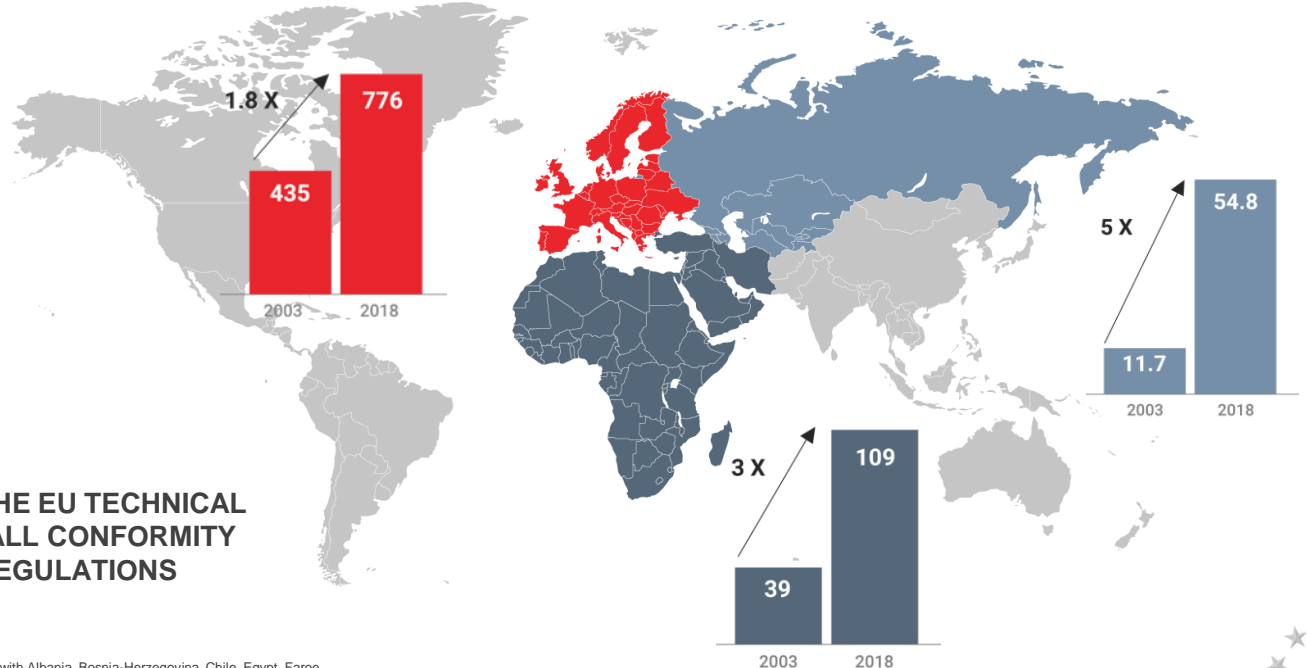 1.8 X
776
435
2003
2018
5 X
54.8
11.7
2003
2018
3 X
109
39
2003
2018
HE EU TECHNICAL
ALL CONFORMITY
EGULATIONS
with Albania, Bosnia-Herzegovina, Chile, Egypt, Faroe